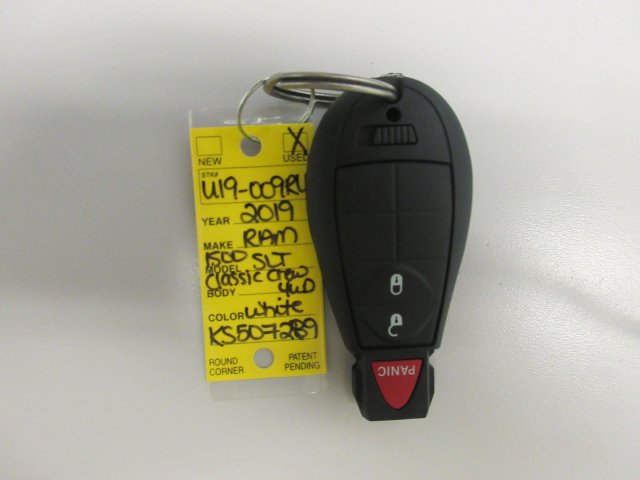 X
NEW USED
STK#
U19-009RU
YEAR 2019
MAKE RAM
1500 SLT
MODEL Classic Crew
BODY 4WD
COLOR White
KS507289
ROUND CORNER
PATENT PENDING
PANIC